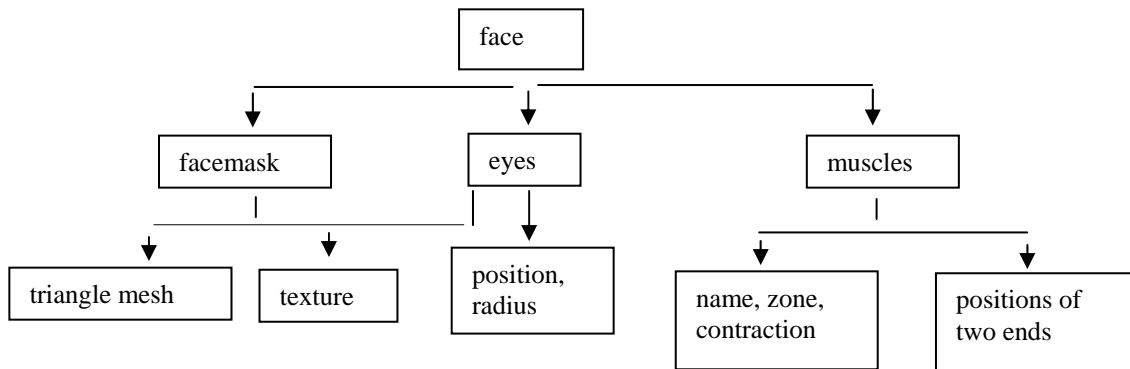 face
facemask
eyes
muscles
triangle mesh
texture
position,
radius
name, zone,
contraction
positions of
two ends